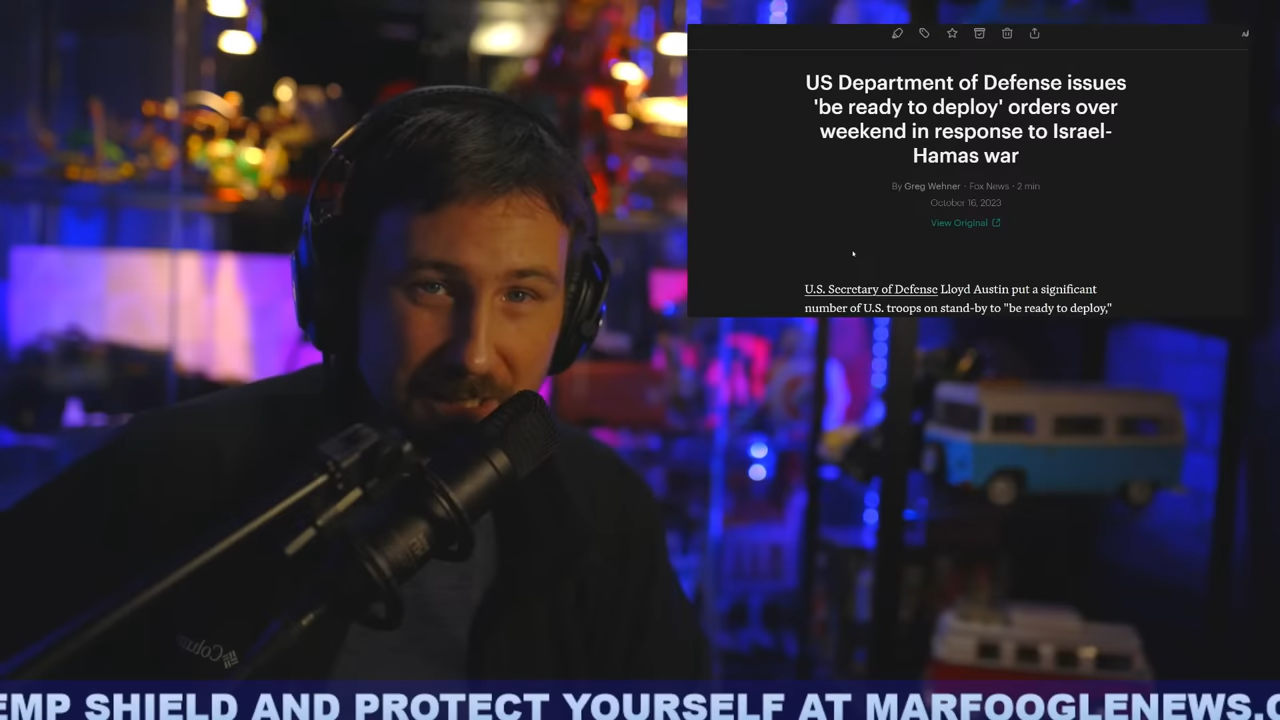 US Department of Defense issues
'be ready to deploy' orders over
weekend in response to Israel-
Hamas war
By Greg Wehner · Fox News · 2 min
October 16, 2023
View Original
U.S. Secretary of Defense Lloyd Austin put a significant
number of U.S. troops on stand-by to "be ready to deploy,"
Columbia
EMP SHIELD AND PROTECT YOURSELF AT MARFOOGLENEWS.C